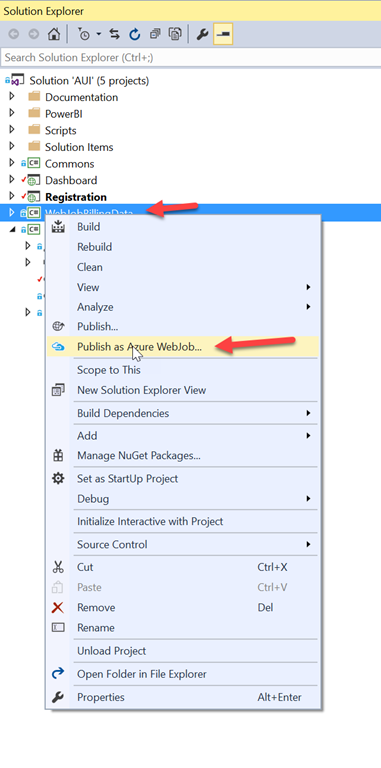 Solution Explorer
Search Solution Explorer (Ctrl+;)
Solution 'AUI' (5 projects)
Documentation
PowerBI
Scripts
Solution Items
Commons
Dashboard
Registration
WebJobBillingData
Build
Rebuild
Clean
View
Analyze
Publish...
Publish as Azure WebJob...
Scope to This
New Solution Explorer View
Build Dependencies
Add
Manage NuGet Packages...
Set as StartUp Project
Debug
Initialize Interactive with Project
Source Control
Cut Ctrl+X
Paste Ctrl+V
Remove Del
Rename
Unload Project
Open Folder in File Explorer
Properties Alt+Enter